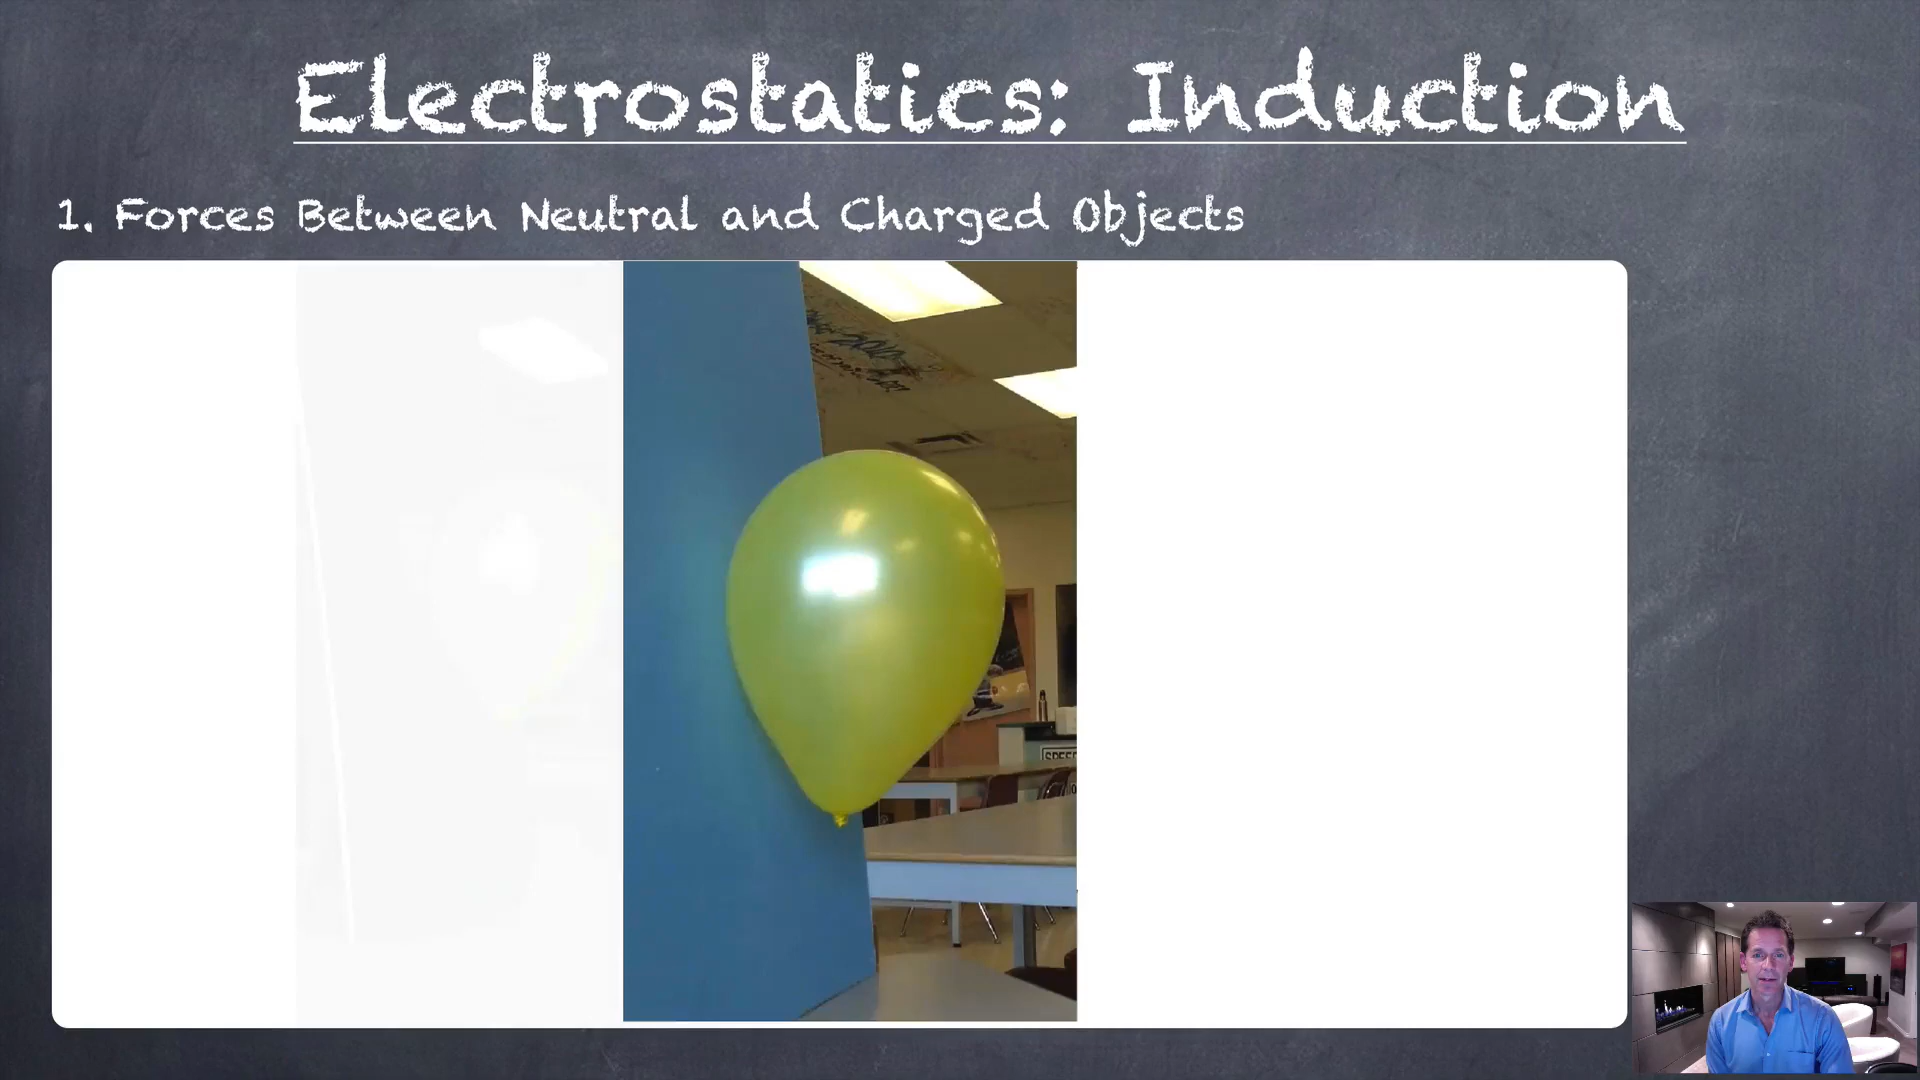 Electrostatics: Induction
1. Forces Between Neutral and Charged Objects